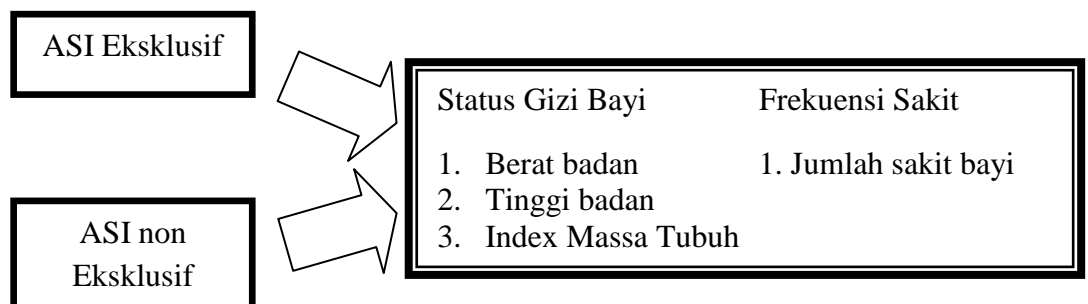 ASI Eksklusif
Status Gizi Bayi
1. Berat badan
2. Tinggi badan
3. Index Massa Tubuh
Frekuensi Sakit
1. Jumlah sakit bayi
ASI non
Eksklusif